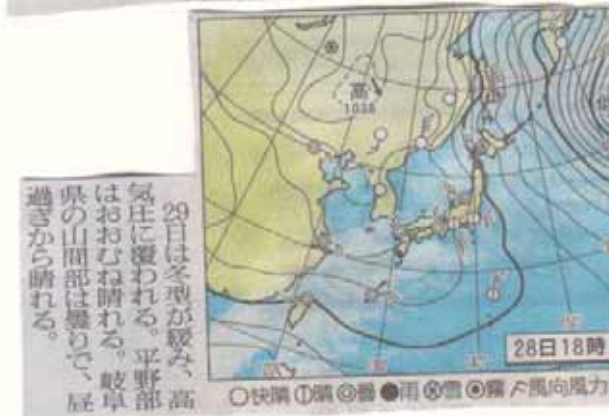 高
1038
28日18時
○快晴 ⦶晴 ◎曇 ●雨 ⊗雪 ⦿霧 風向風力
29日は冬型が緩み、高
気圧に覆われる。平野部
はおおむね晴れる。岐阜
県の山間部は曇りで、昼
過ぎから晴れる。